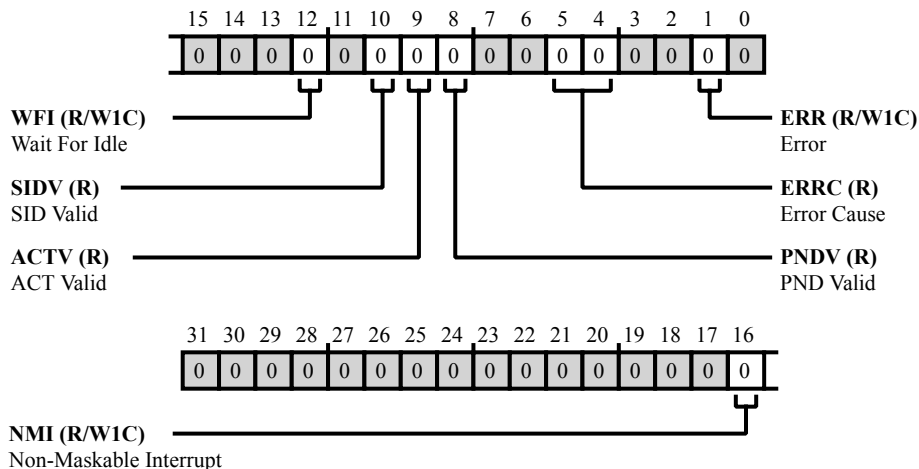 15 14 13 12 11 10 9 8 7 6 5 4 3 2 1 0
0 0 0 0 0 0 0 0 0 0 0 0 0 0 0 0
WFI (R/W1C)
Wait For Idle
ERR (R/W1C)
Error
SIDV (R)
SID Valid
ERRC (R)
Error Cause
ACTV (R)
ACT Valid
PNDV (R)
PND Valid
31 30 29 28 27 26 25 24 23 22 21 20 19 18 17 16
0 0 0 0 0 0 0 0 0 0 0 0 0 0 0 0
NMI (R/W1C)
Non-Maskable Interrupt